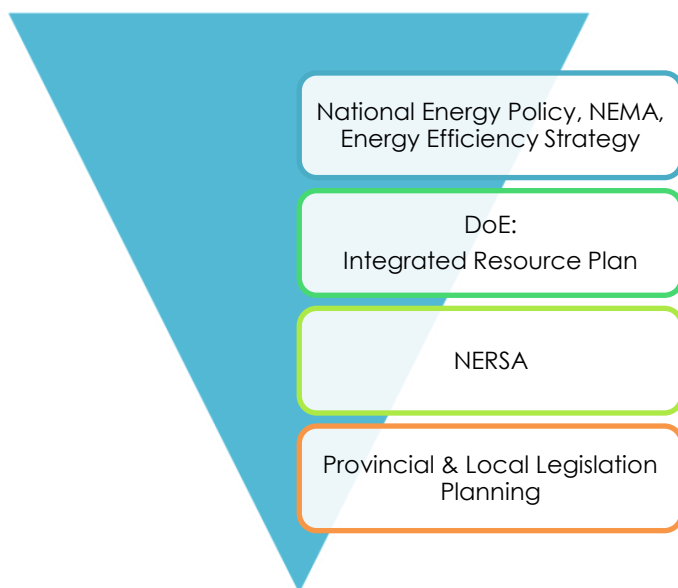 National Energy Policy, NEMA,
Energy Efficiency Strategy
DoE:
Integrated Resource Plan
NERSA
Provincial & Local Legislation
Planning